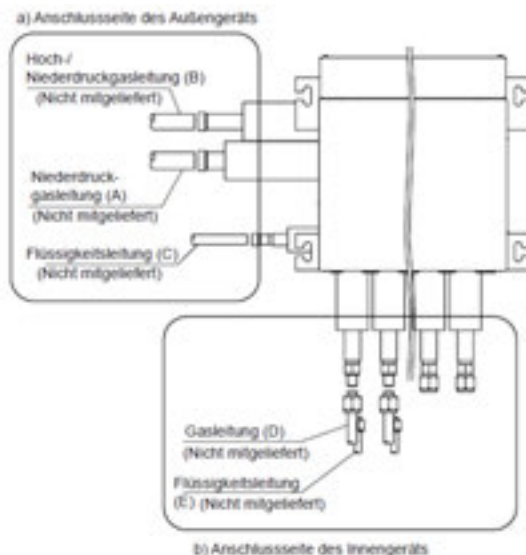 a) Anschlussseite des Außengeräts
Hoch-/
Niederdruckgasleitung (B)
(Nicht mitgeliefert)
Niederdruck-
gasleitung (A)
(Nicht mitgeliefert)
Flüssigkeitsleitung (C)
(Nicht mitgeliefert)
Gasleitung (D)
(Nicht mitgeliefert)
Flüssigkeitsleitung
(E) (Nicht mitgeliefert)
b) Anschlussseite des Innengeräts